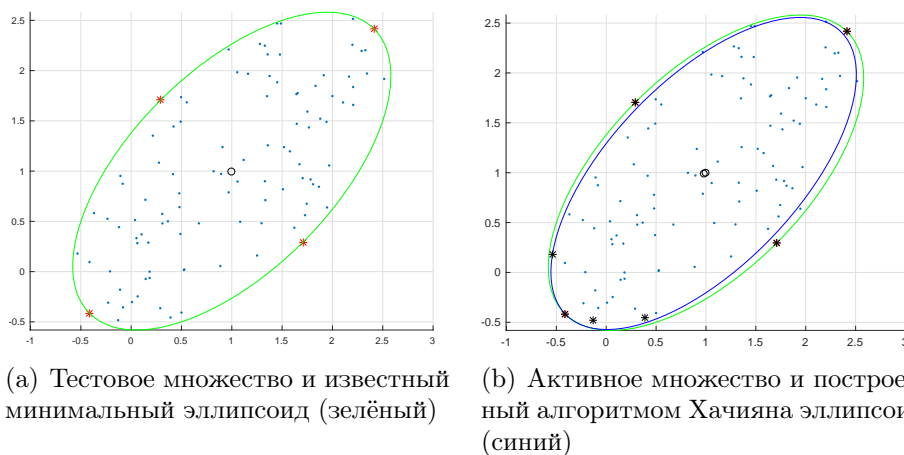 2.5
2
1.5
1
0.5
0
-0.5
-1 -0.5 0 0.5 1 1.5 2 2.5 3
2.5
2
1.5
1
0.5
0
-0.5
-1 -0.5 0 0.5 1 1.5 2 2.5 3
(a) Тестовое множество и известный
минимальный эллипсоид (зелёный)
(b) Активное множество и построе
ный алгоритмом Хачияна эллипсои
(синий)